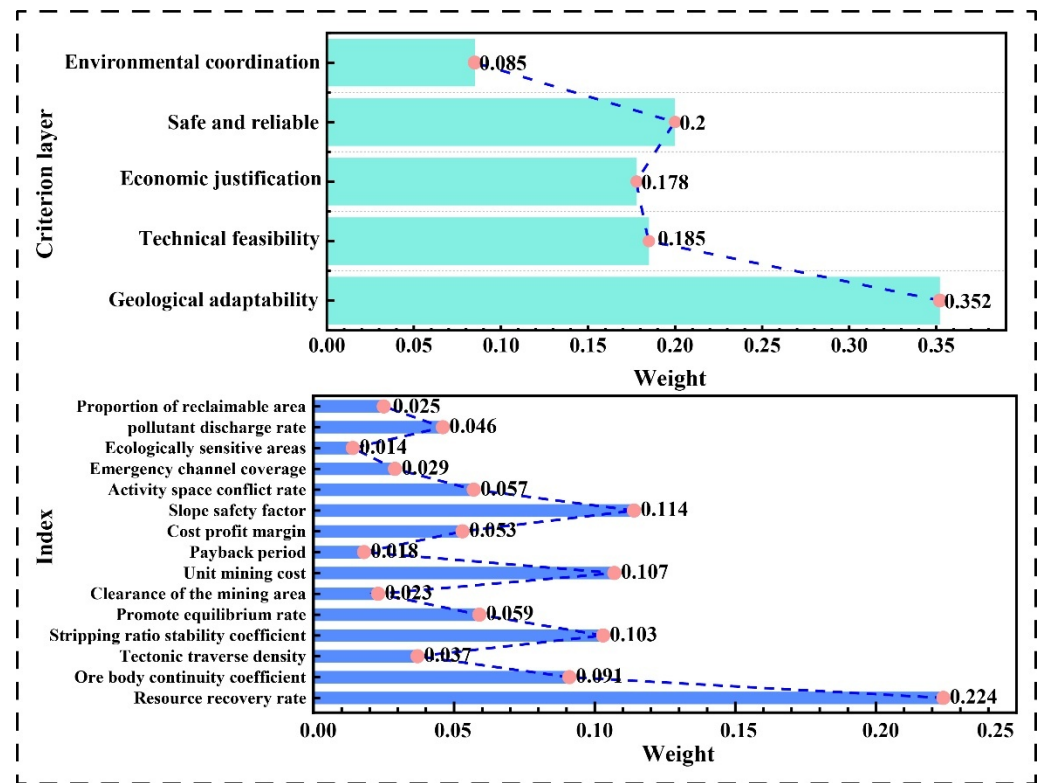 Criterion layer
Environmental coordination
0.085
Safe and reliable
0.2
Economic justification
0.178
Technical feasibility
0.185
Geological adaptability
0.352
0.00 0.05 0.10 0.15 0.20 0.25 0.30 0.35
Weight
Index
Proportion of reclaimable area
0.025
pollutant discharge rate
0.046
Ecologically sensitive areas
0.014
Emergency channel coverage
0.029
Activity space conflict rate
0.057
Slope safety factor
0.114
Cost profit margin
0.053
Payback period
0.018
Unit mining cost
0.107
Clearance of the mining area
0.023
Promote equilibrium rate
0.059
Stripping ratio stability coefficient
0.103
Tectonic traverse density
0.037
Ore body continuity coefficient
0.091
Resource recovery rate
0.224
0.00 0.05 0.10 0.15 0.20 0.25
Weight